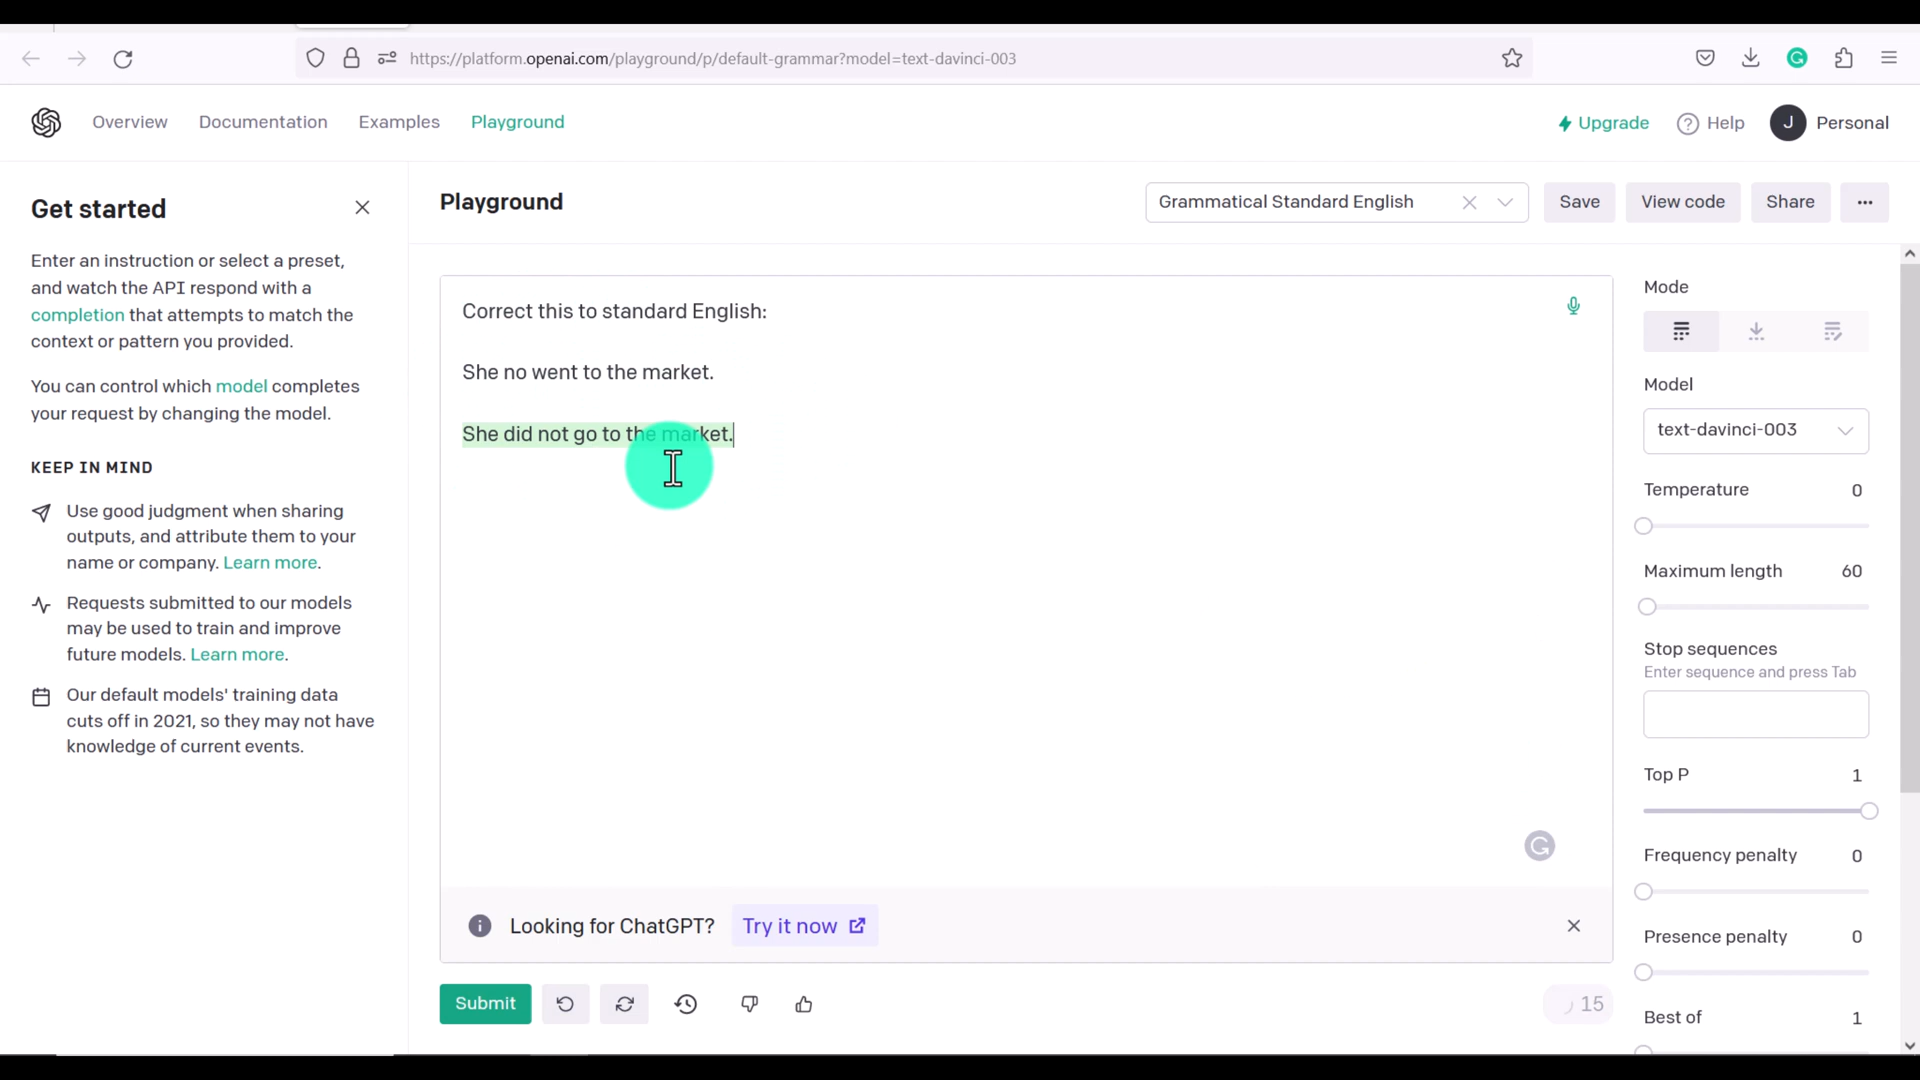 https://platform.openai.com/playground/p/default-grammar?model=text-davinci-003
Overview
Documentation
Examples
Playground
Upgrade
Help
J
Personal
Get started
Enter an instruction or select a preset,
and watch the API respond with a
completion that attempts to match the
context or pattern you provided.
You can control which model completes
your request by changing the model.
KEEP IN MIND
Use good judgment when sharing
outputs, and attribute them to your
name or company. Learn more.
Requests submitted to our models
may be used to train and improve
future models. Learn more.
Our default models' training data
cuts off in 2021, so they may not have
knowledge of current events.
Playground
Grammatical Standard English
Save
View code
Share
Correct this to standard English:
She no went to the market.
She did not go to the market.
Looking for ChatGPT?
Try it now
Submit
15
Mode
Model
text-davinci-003
Temperature 0
Maximum length 60
Stop sequences
Enter sequence and press Tab
Top P 1
Frequency penalty 0
Presence penalty 0
Best of 1